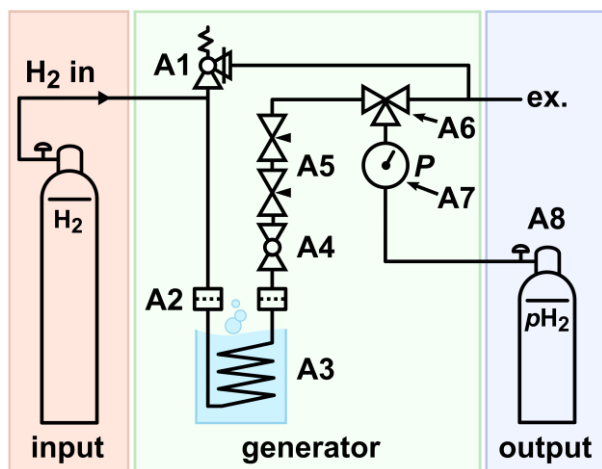 A1
H₂ in
ex.
A6
A5
P
A7
H₂
A4
A8
A2
pH₂
A3
input
generator
output